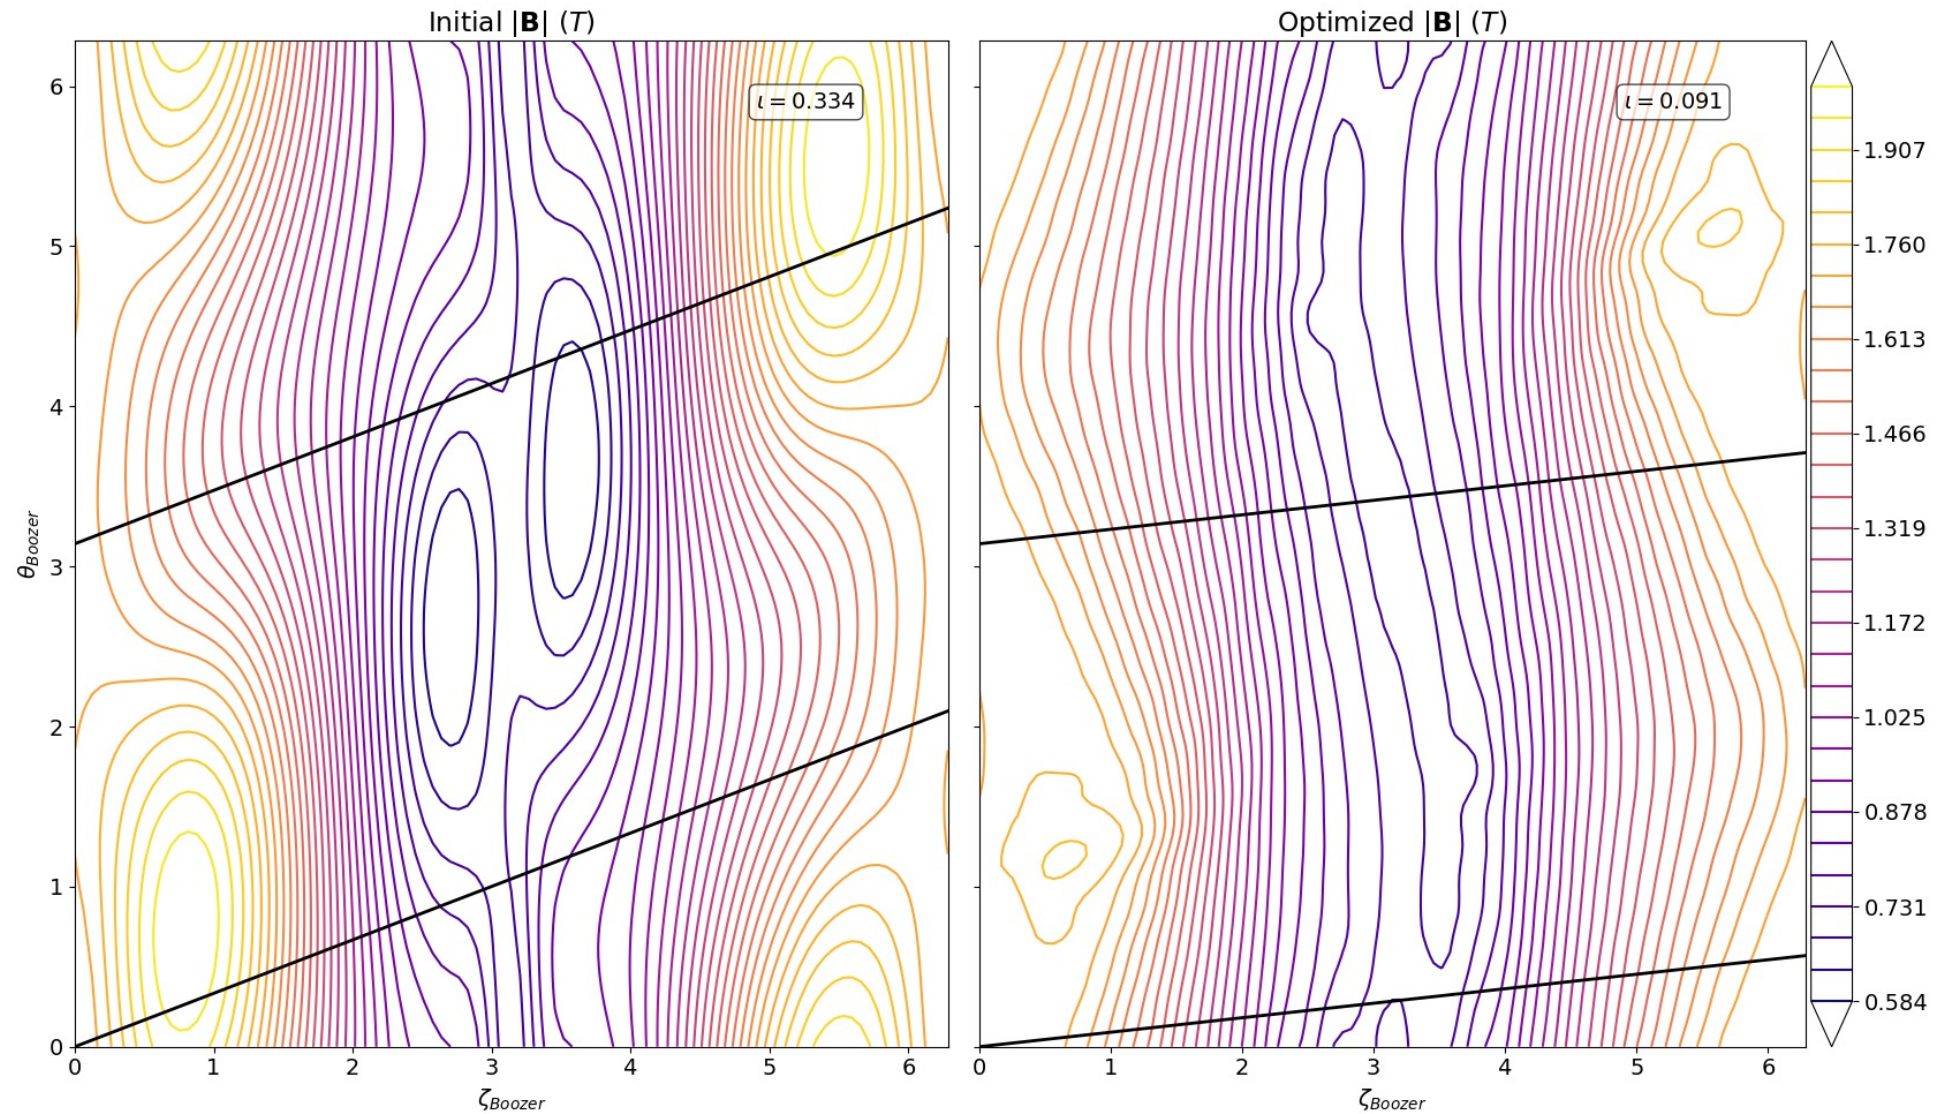 Initial |B| (T)
Optimized |B| (T)
ι = 0.334
ι = 0.091
θBoozer
6
5
4
3
2
1
0
0 1 2 3 4 5 6
0 1 2 3 4 5 6
ζBoozer
ζBoozer
1.907
1.760
1.613
1.466
1.319
1.172
1.025
0.878
0.731
0.584